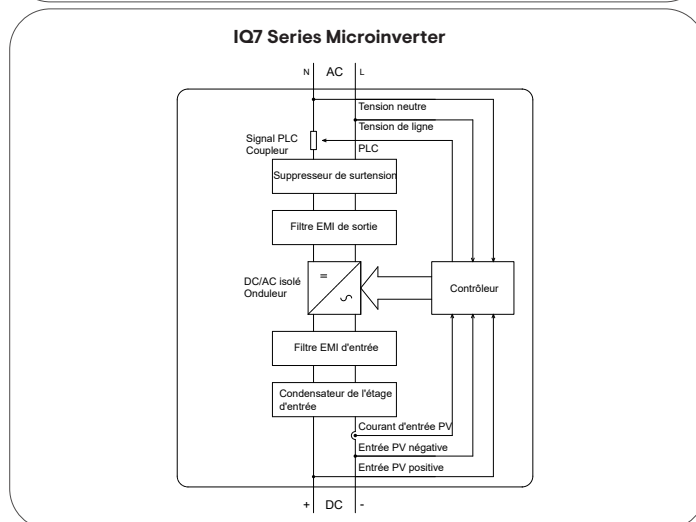 IQ7 Series Microinverter
N AC L
Tension neutre
Tension de ligne
Signal PLC
Coupleur
PLC
Suppresseur de surtension
Filtre EMI de sortie
DC/AC isolé
Onduleur
=
∿
Contrôleur
Filtre EMI d'entrée
Condensateur de l'étage
d'entrée
Courant d'entrée PV
Entrée PV négative
Entrée PV positive
+ DC -